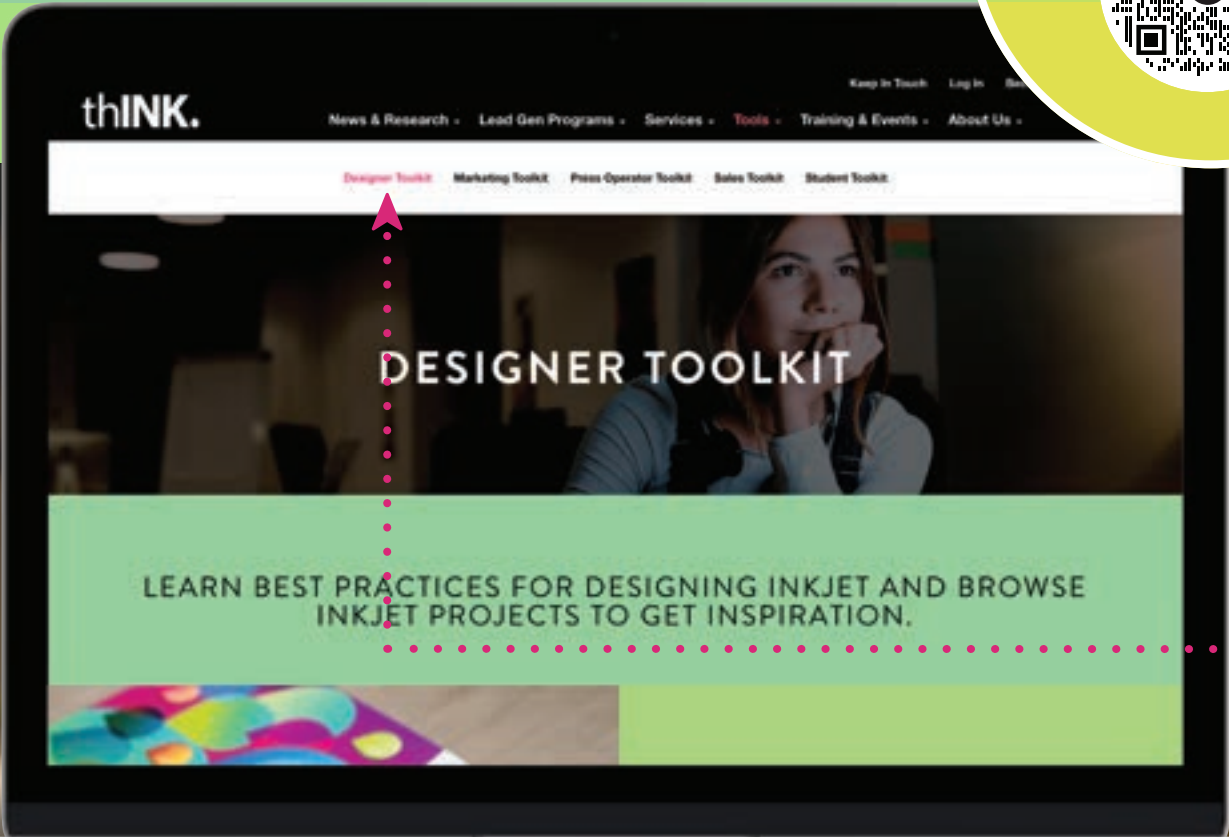 Keep In Touch Log In
thINK.
News & Research Lead Gen Programs Services Tools Training & Events About Us
Designer Toolkit Marketing Toolkit Press Operator Toolkit Sales Toolkit Student Toolkit
DESIGNER TOOLKIT
LEARN BEST PRACTICES FOR DESIGNING INKJET AND BROWSE
INKJET PROJECTS TO GET INSPIRATION.